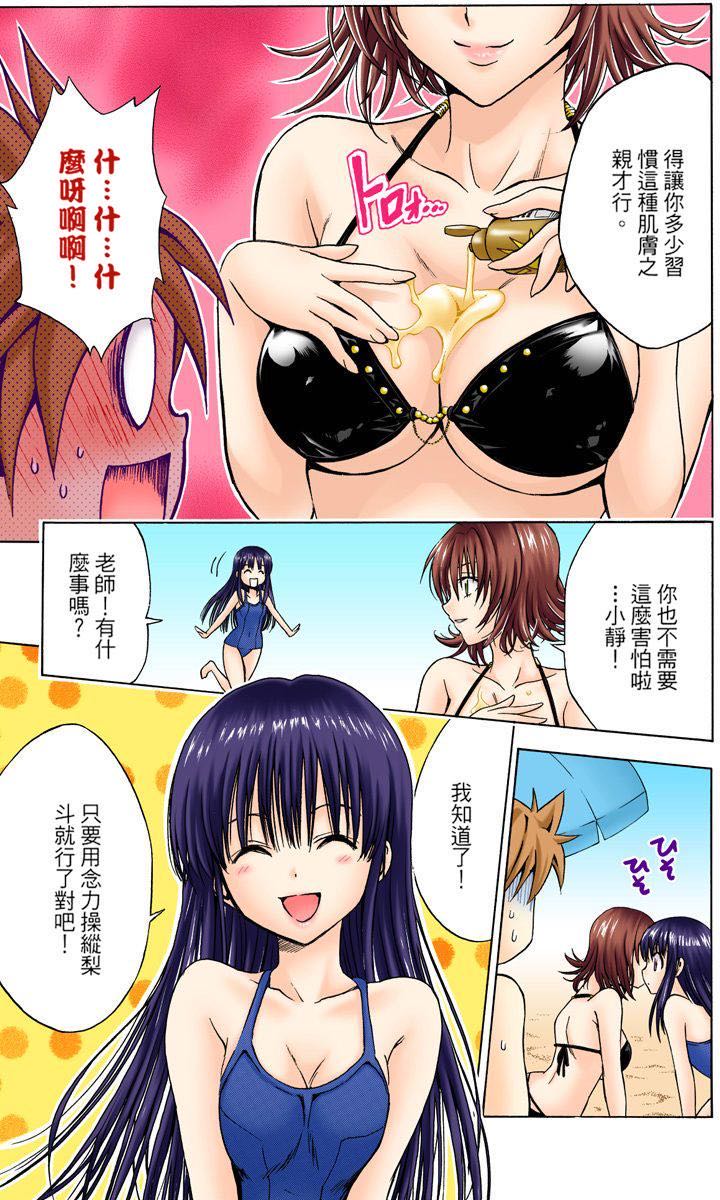 得讓你多少習
慣這種肌膚之
親才行。
トロォ…
什…什…什
麼呀啊啊！
你也不需要
這麼害怕啦
…小靜！
老師！有什
麼事嗎？
ひそ
ひそ
我知道了！
只要用念力操縱梨
斗就行了對吧！